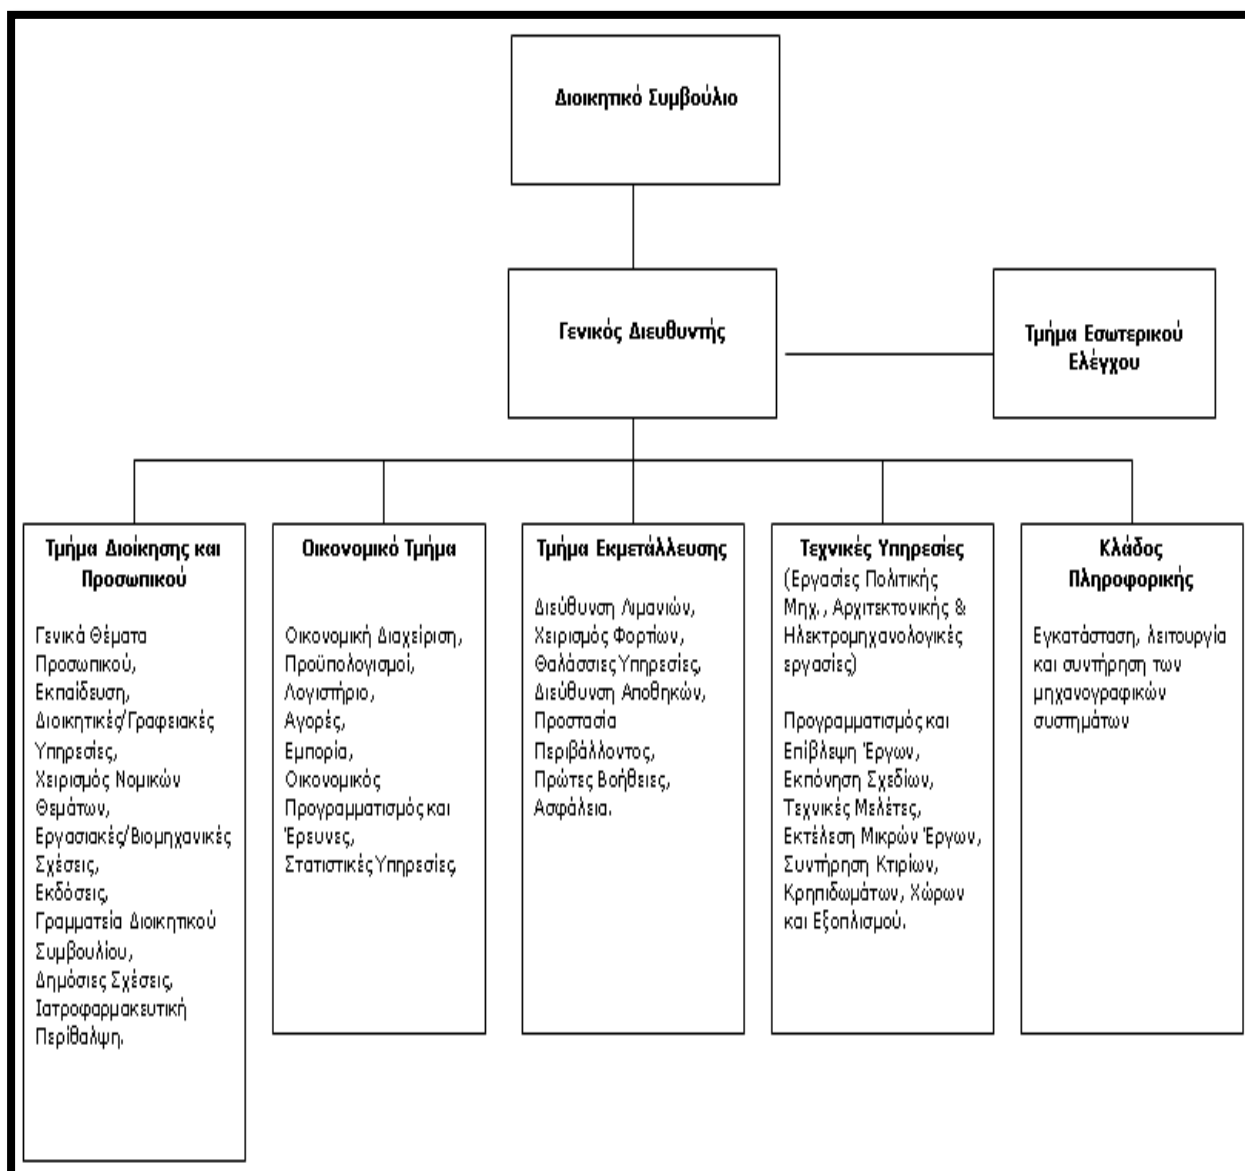 Διοικητικό Συμβούλιο
Γενικός Διευθυντής
Τμήμα Εσωτερικού
Ελέγχου
Τμήμα Διοίκησης και
Προσωπικού
Γενικά Θέματα
Προσωπικού,
Εκπαίδευση,
Διοικητικές/Γραφειακές
Υπηρεσίες,
Χειρισμός Νομικών
Θεμάτων,
Εργασιακές/Βιομηχανικές
Σχέσεις,
Εκδόσεις,
Γραμματεία Διοικητικού
Συμβουλίου,
Δημόσιες Σχέσεις,
Ιατροφαρμακευτική
Περίθαλψη.
Οικονομικό Τμήμα
Οικονομική Διαχείριση,
Προϋπολογισμοί,
Λογιστήριο,
Αγορές,
Εμπορία,
Οικονομικός
Προγραμματισμός και
Έρευνες,
Στατιστικές Υπηρεσίες.
Τμήμα Εκμετάλλευσης
Διεύθυνση Λιμανιών,
Χειρισμός Φορτίων,
Θαλάσσιες Υπηρεσίες,
Διεύθυνση Αποθηκών,
Προστασία
Περιβάλλοντος,
Πρώτες Βοήθειες,
Ασφάλεια.
Τεχνικές Υπηρεσίες
(Εργασίες Πολιτικής
Μηχ., Αρχιτεκτονικής &
Ηλεκτρομηχανολογικές
εργασίες)
Προγραμματισμός και
Επίβλεψη Έργων,
Εκπόνηση Σχεδίων,
Τεχνικές Μελέτες,
Εκτέλεση Μικρών Έργων,
Συντήρηση Κτιρίων,
Κρηπιδωμάτων, Χώρων
και Εξοπλισμού.
Κλάδος
Πληροφορικής
Εγκατάσταση, λειτουργία
και συντήρηση των
μηχανογραφικών
συστημάτων